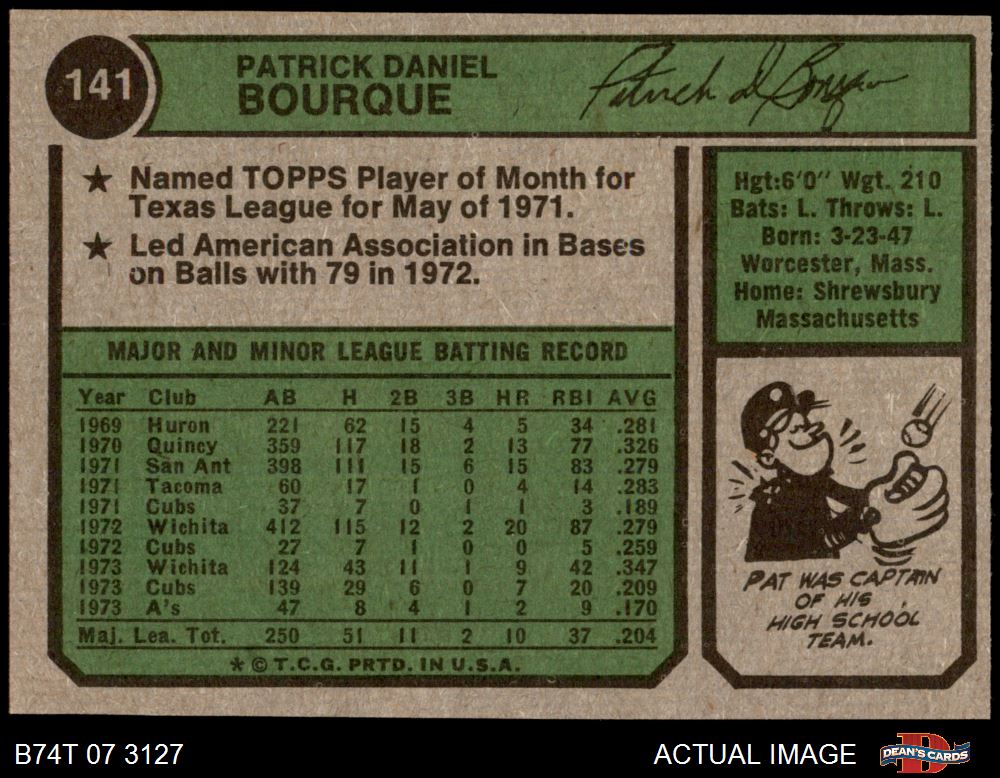 141
PATRICK DANIEL
BOURQUE
Patrick D Bourque
★ Named TOPPS Player of Month for
Texas League for May of 1971.
★ Led American Association in Bases
on Balls with 79 in 1972.
Hgt:6'0" Wgt. 210
Bats: L. Throws: L.
Born: 3-23-47
Worcester, Mass.
Home: Shrewsbury
Massachusetts
MAJOR AND MINOR LEAGUE BATTING RECORD
Year Club AB H 2B 3B HR RBI AVG
1969 Huron 221 62 15 4 5 34 .281
1970 Quincy 359 117 18 2 13 77 .326
1971 San Ant 398 111 15 6 15 83 .279
1971 Tacoma 60 17 1 0 4 14 .283
1971 Cubs 37 7 0 1 1 3 .189
1972 Wichita 412 115 12 2 20 87 .279
1972 Cubs 27 7 1 0 0 5 .259
1973 Wichita 124 43 11 1 9 42 .347
1973 Cubs 139 29 6 0 7 20 .209
1973 A's 47 8 4 1 2 9 .170
Maj. Lea. Tot. 250 51 11 2 10 37 .204
★ © T.C.G. PRTD. IN U.S.A.
PAT WAS CAPTAIN
OF HIS
HIGH SCHOOL
TEAM.
B74T 07 3127
ACTUAL IMAGE
D
DEAN'S CARDS